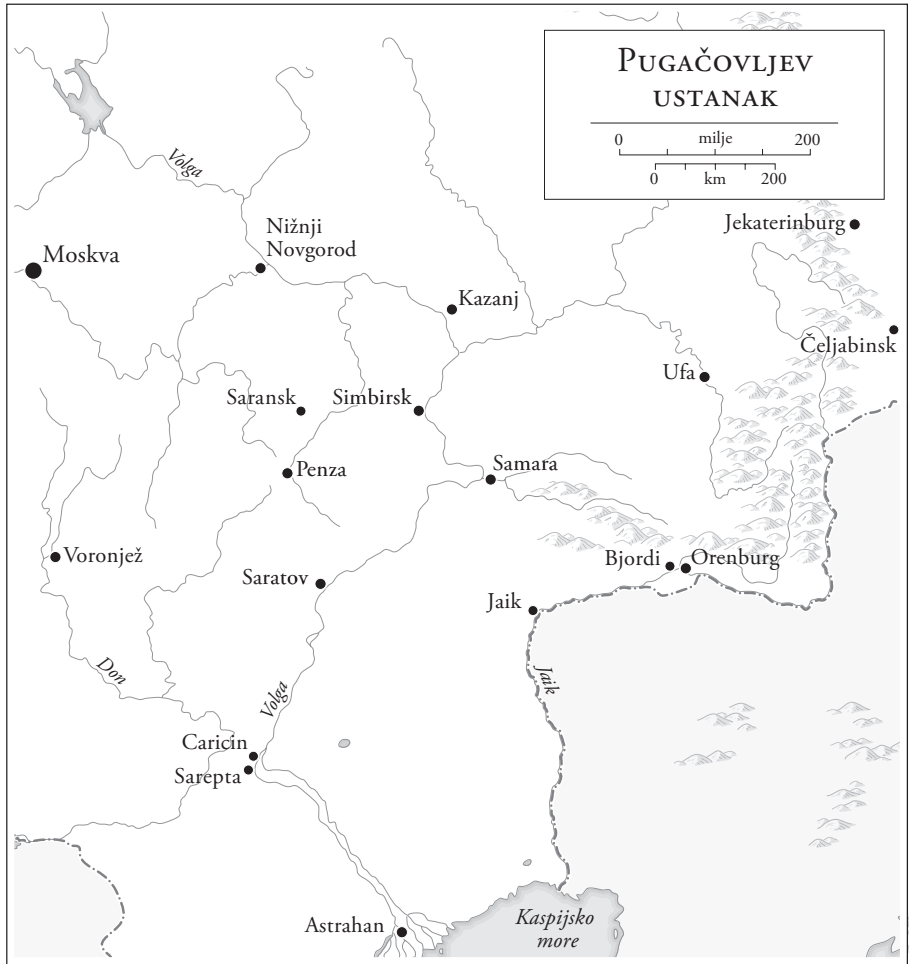 PUGAČOVLJEV
USTANAK
0 milje 200
0 km 200
Volga
Nižnji
Novgorod
Jekaterinburg
Moskva
Kazanj
Čeljabinsk
Ufa
Saransk
Simbirsk
Penza
Samara
Voronjež
Bjordi
Orenburg
Saratov
Jaik
Don
Volga
Jaik
Caricin
Sarepta
Astrahan
Kaspijsko
more